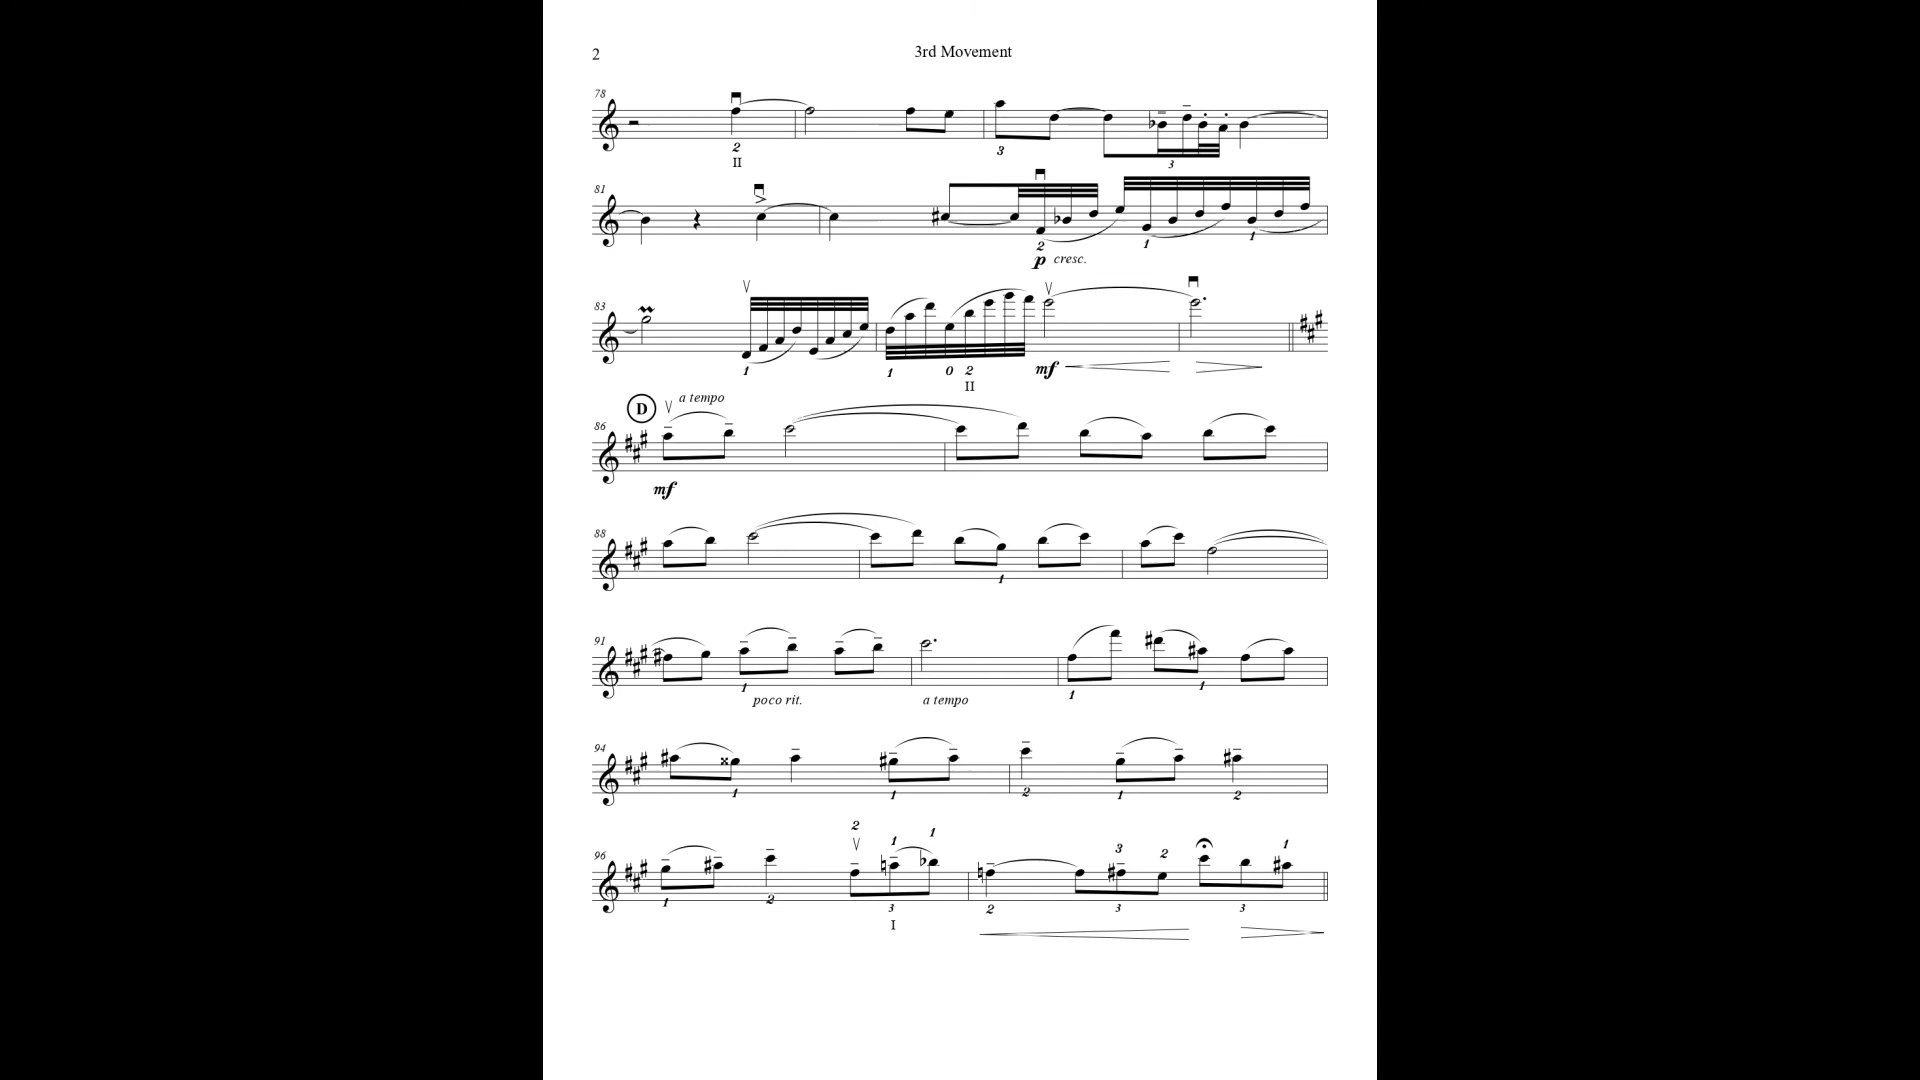 2 3rd Movement
78
2 3 3
II
81
2 1 1
p cresc.
83
1 1 0 2 mf
II
D a tempo
86
mf
88
1
91
1 1 1
poco rit. a tempo
94
1 1 2 1 2
2 1 1
96
1 2 3
I
3 2 1
2 3 3